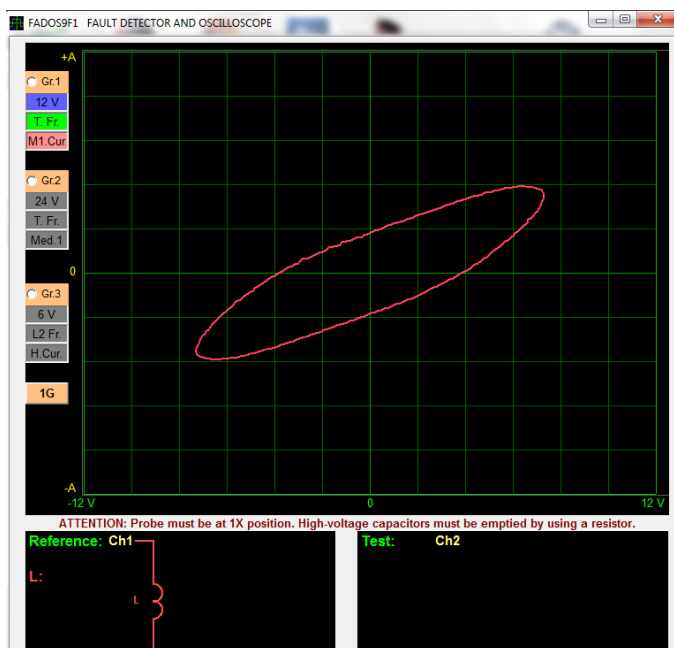 FADOS9F1 FAULT DETECTOR AND OSCILLOSCOPE
+A
Gr.1
12 V
T. Fr.
M1.Cur
Gr.2
24 V
T. Fr.
Med.1
0
Gr.3
6 V
L2 Fr.
H.Cur.
1G
-A
-12 V 0 12 V
ATTENTION: Probe must be at 1X position. High-voltage capacitors must be emptied by using a resistor.
Reference: Ch1
L:
L
Test: Ch2